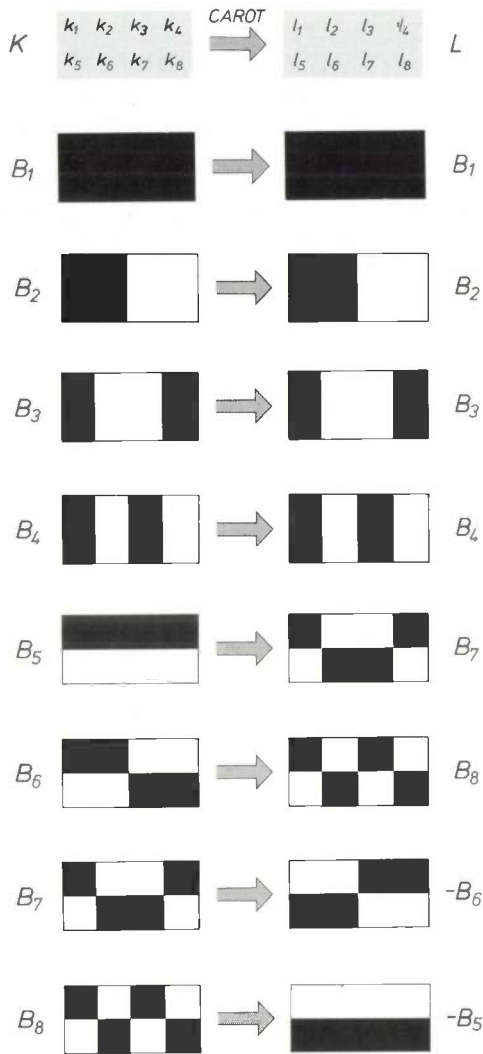 CAROT
K k₁ k₂ k₃ k₄ l₁ l₂ l₃ l₄ L
k₅ k₆ k₇ k₈ l₅ l₆ l₇ l₈
B₁ B₁
B₂ B₂
B₃ B₃
B₄ B₄
B₅ B₇
B₆ B₈
B₇ -B₆
B₈ -B₅